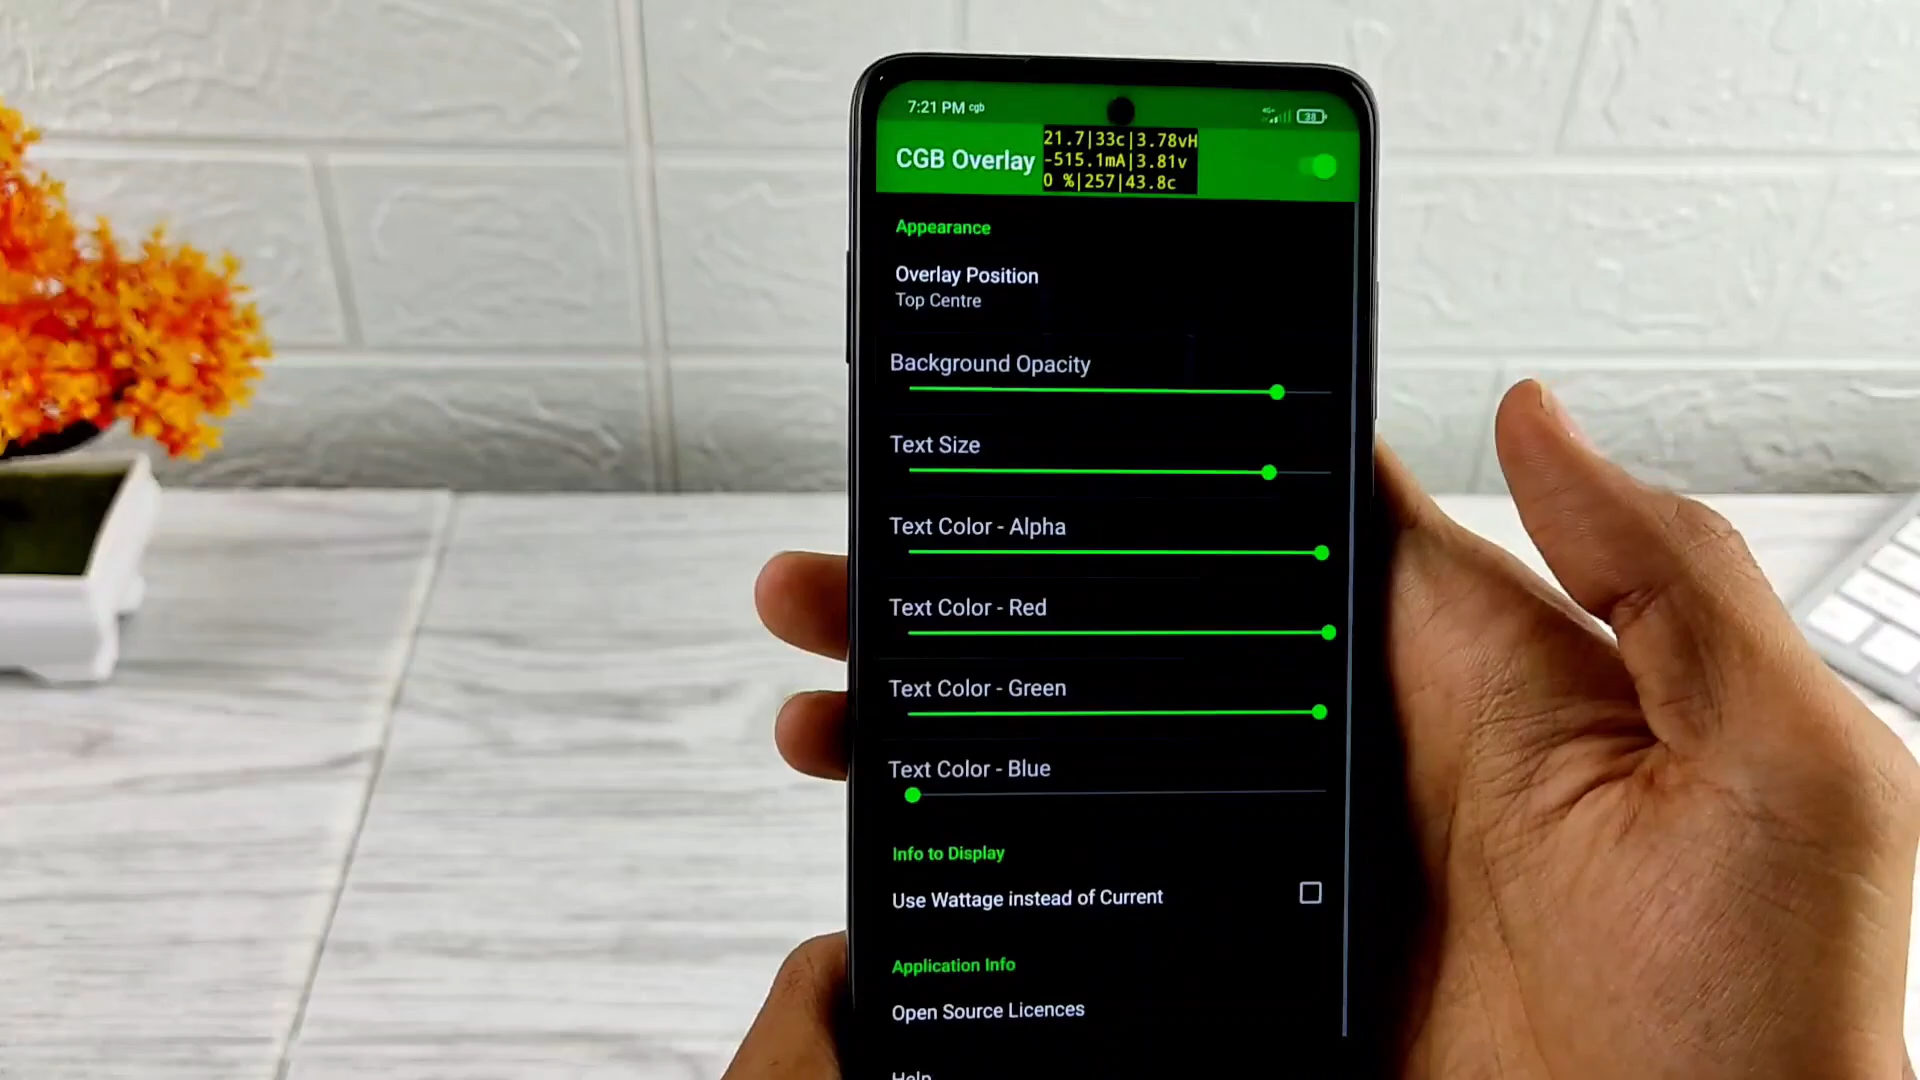 7:21 PM cgb
38
CGB Overlay
21.7|33c|3.78vH
-515.1mA|3.81v
0 %|257|43.8c
Appearance
Overlay Position
Top Centre
Background Opacity
Text Size
Text Color - Alpha
Text Color - Red
Text Color - Green
Text Color - Blue
Info to Display
Use Wattage instead of Current
Application Info
Open Source Licences
Help